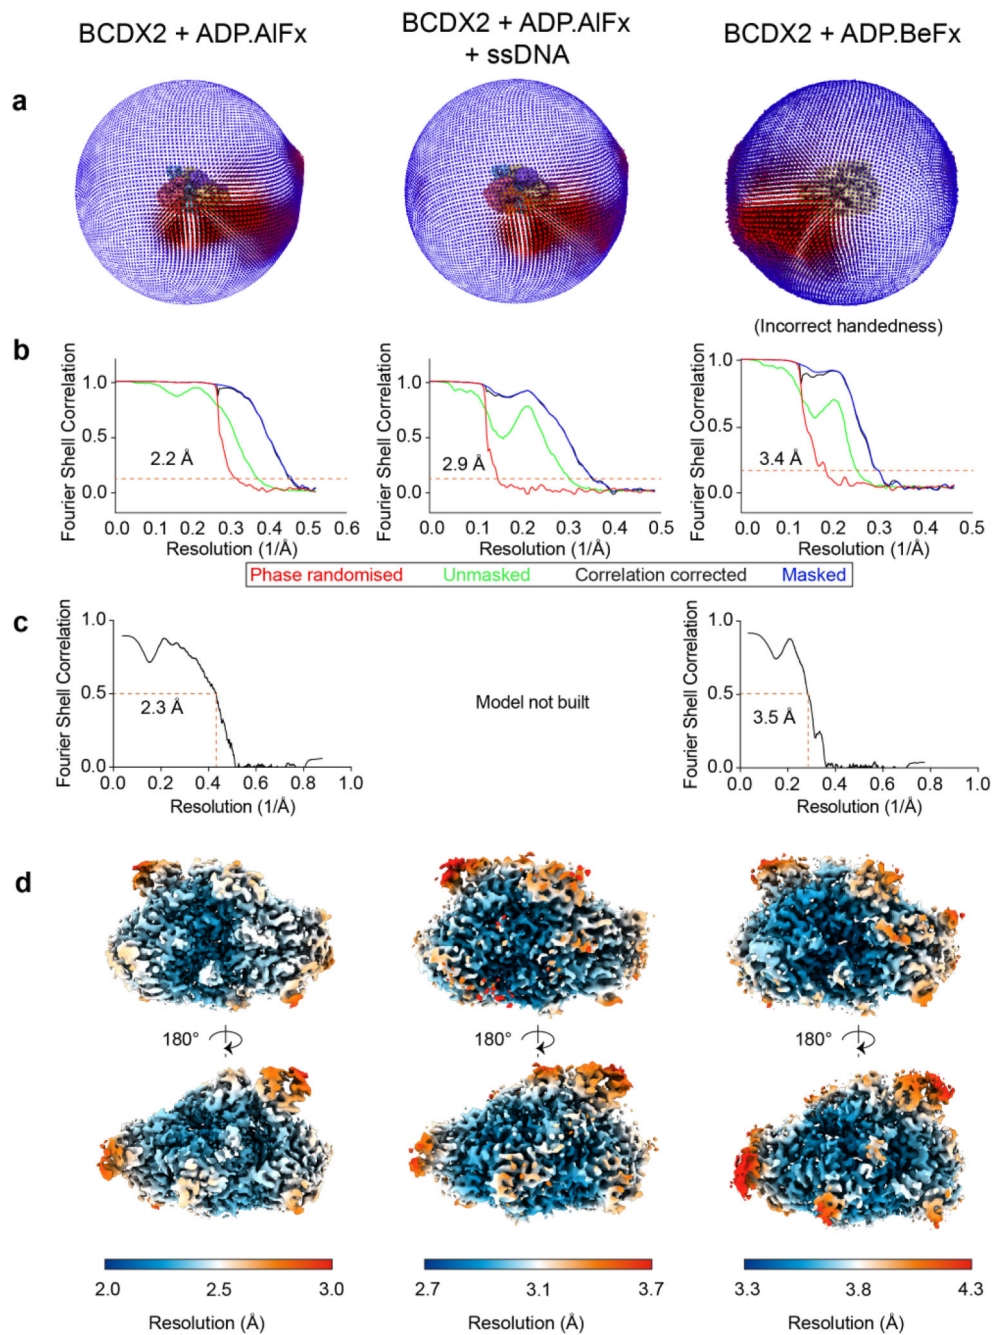 BCDX2 + ADP.AlFx
BCDX2 + ADP.AlFx
+ ssDNA
BCDX2 + ADP.BeFx
a
(Incorrect handedness)
b
Fourier Shell Correlation
1.0
0.5
0.0
2.2 Å
0.0 0.1 0.2 0.3 0.4 0.5 0.6
Resolution (1/Å)
Fourier Shell Correlation
1.0
0.5
0.0
2.9 Å
0.0 0.1 0.2 0.3 0.4 0.5
Resolution (1/Å)
Fourier Shell Correlation
1.0
0.5
0.0
3.4 Å
0.0 0.1 0.2 0.3 0.4 0.5
Resolution (1/Å)
Phase randomised Unmasked Correlation corrected Masked
c
Fourier Shell Correlation
1.0
0.5
0.0
2.3 Å
0.0 0.2 0.4 0.6 0.8 1.0
Resolution (1/Å)
Model not built
Fourier Shell Correlation
1.0
0.5
0.0
3.5 Å
0.0 0.2 0.4 0.6 0.8 1.0
Resolution (1/Å)
d
180°
180°
180°
2.0 3.0
Resolution (Å)
2.7 3.1 3.7
Resolution (Å)
3.3 3.8 4.3
Resolution (Å)